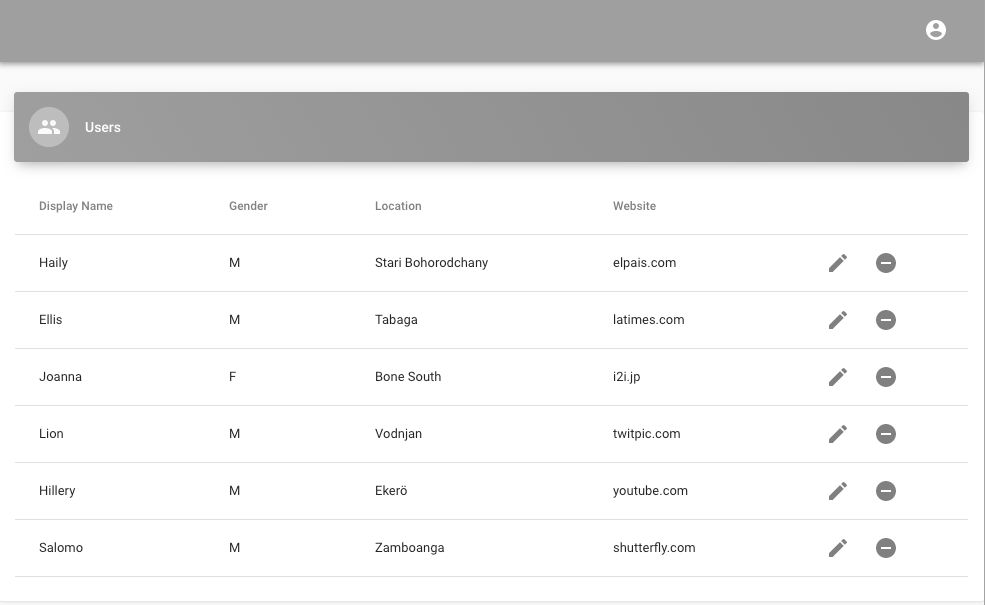 Users
Display Name Gender Location Website
Haily M Stari Bohorodchany elpais.com
Ellis M Tabaga latimes.com
Joanna F Bone South i2i.jp
Lion M Vodnjan twitpic.com
Hillery M Ekerö youtube.com
Salomo M Zamboanga shutterfly.com